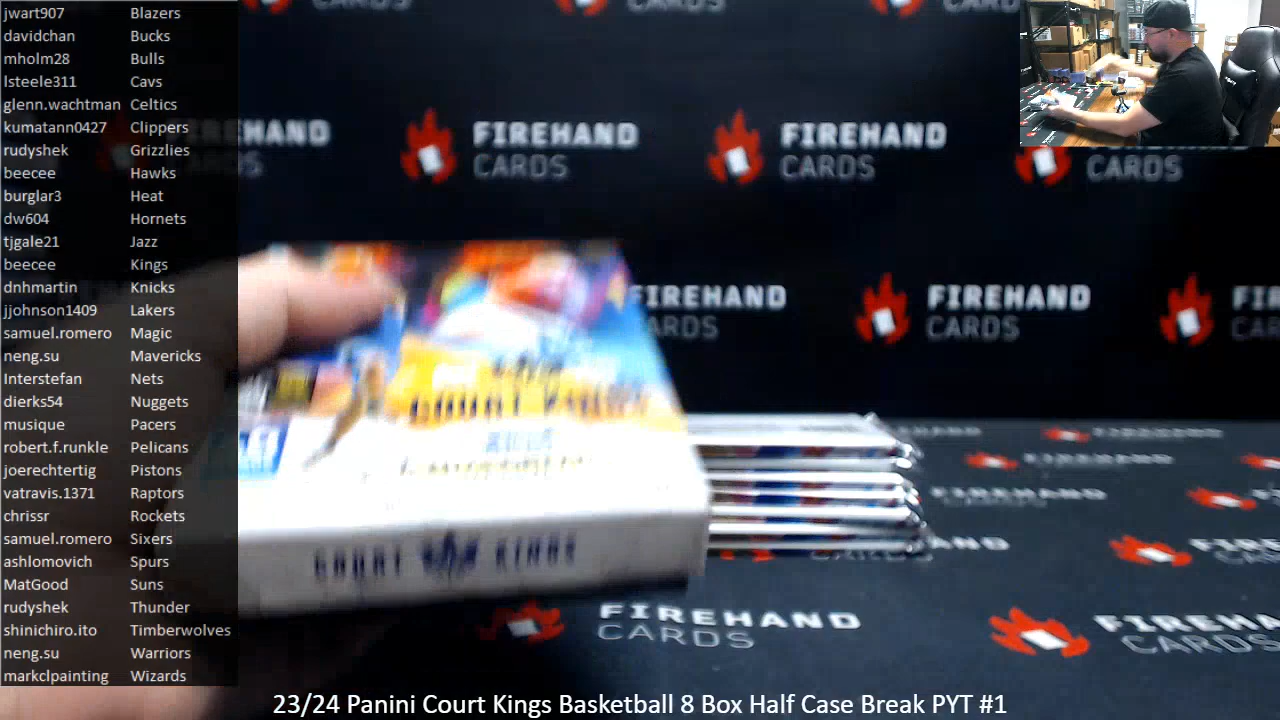 jwart907 Blazers
davidchan Bucks
mholm28 Bulls
lsteele311 Cavs
glenn.wachtman Celtics
kumatann0427 Clippers
rudyshek Grizzlies
beecee Hawks
burglar3 Heat
dw604 Hornets
tjgale21 Jazz
beecee Kings
dnhmartin Knicks
jjohnson1409 Lakers
samuel.romero Magic
neng.su Mavericks
Interstefan Nets
dierks54 Nuggets
musique Pacers
robert.f.runkle Pelicans
joerechtertig Pistons
vatravis.1371 Raptors
chrissr Rockets
samuel.romero Sixers
ashlomovich Spurs
MatGood Suns
rudyshek Thunder
shinichiro.ito Timberwolves
neng.su Warriors
markclpainting Wizards
FIREHAND
CARDS
FIREHAND
CARDS
CARDS
FIREHAND
CARDS
COURT KINGS
COURT KINGS
FIREHAND
CARDS
23/24 Panini Court Kings Basketball 8 Box Half Case Break PYT #1